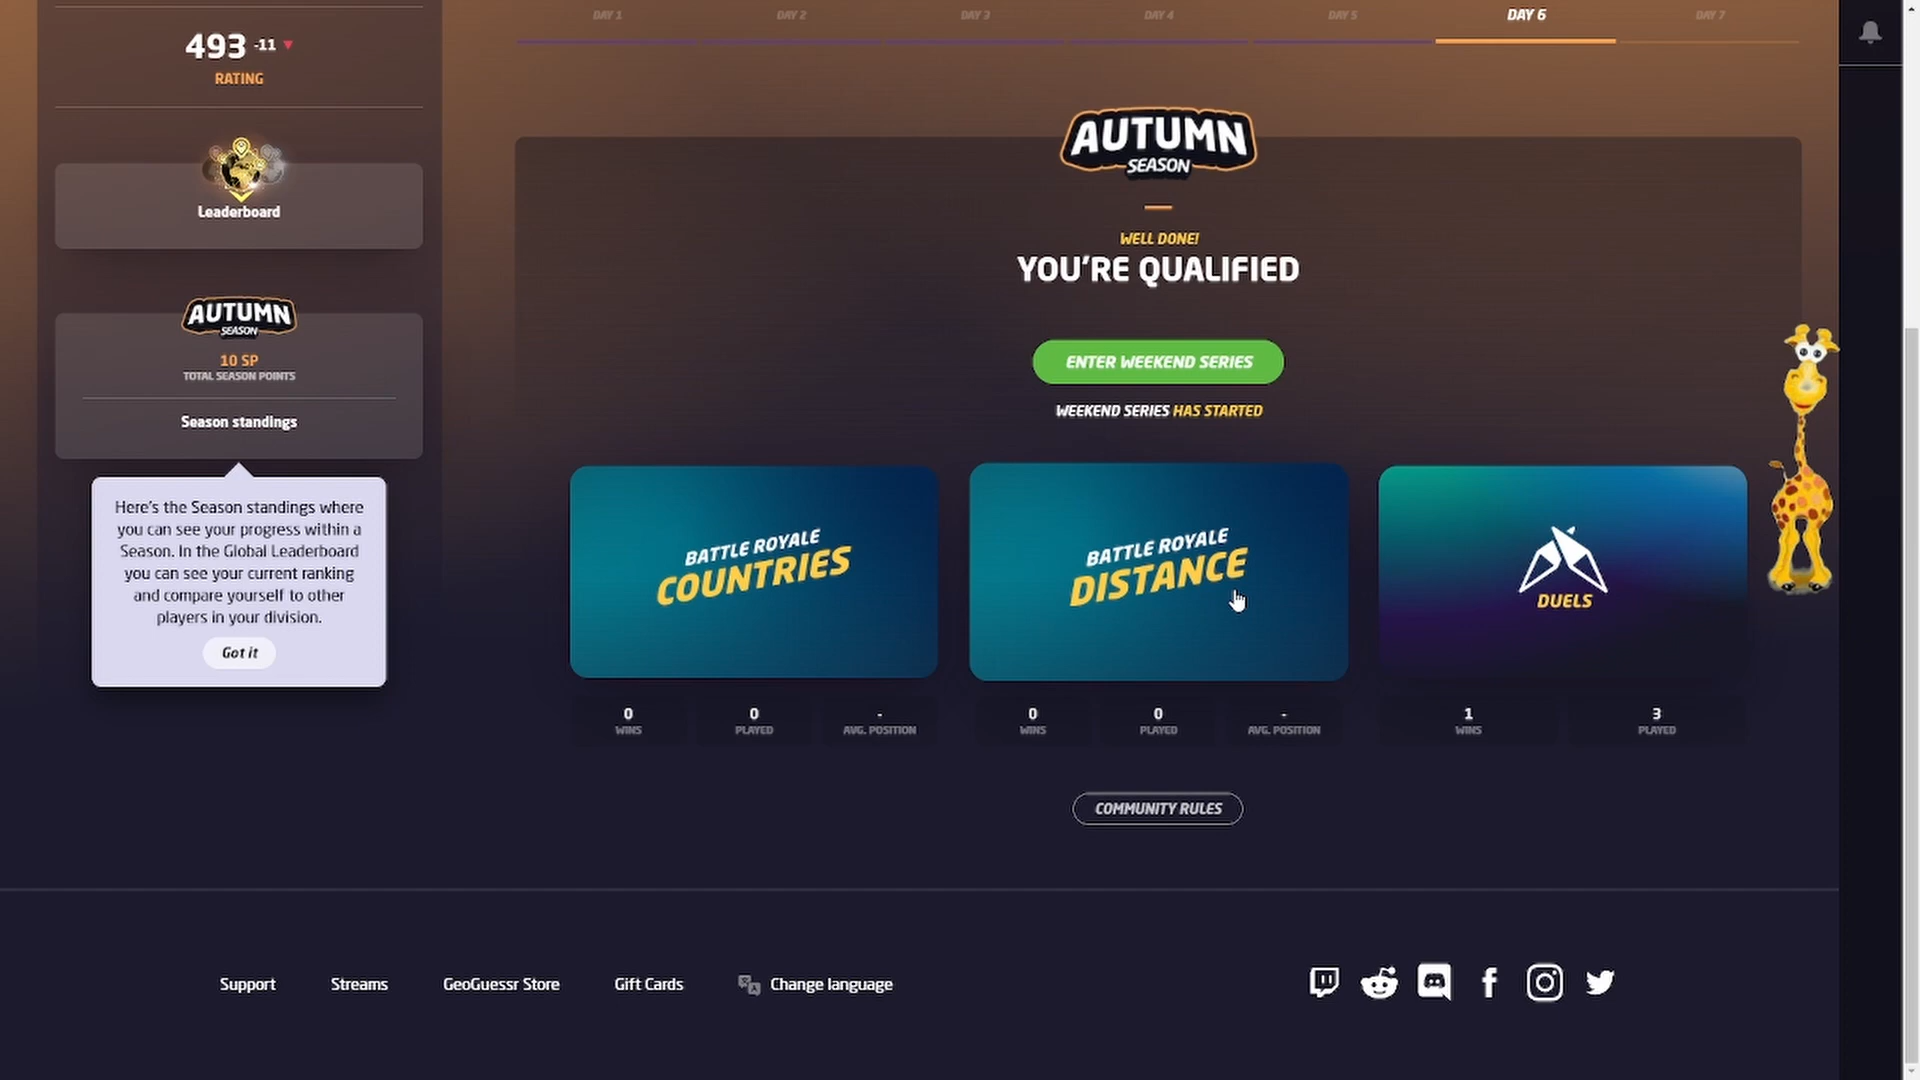 DAY 1
DAY 2
DAY 3
DAY 4
DAY 5
DAY 6
DAY 7
493 -11
RATING
Leaderboard
AUTUMN
SEASON
10 SP
TOTAL SEASON POINTS
Season standings
Here's the Season standings where
you can see your progress within a
Season. In the Global Leaderboard
you can see your current ranking
and compare yourself to other
players in your division.
Got it
AUTUMN
SEASON
WELL DONE!
YOU'RE QUALIFIED
ENTER WEEKEND SERIES
WEEKEND SERIES HAS STARTED
BATTLE ROYALE
COUNTRIES
0
WINS
0
PLAYED
-
AVG. POSITION
BATTLE ROYALE
DISTANCE
0
WINS
0
PLAYED
-
AVG. POSITION
DUELS
1
WINS
3
PLAYED
COMMUNITY RULES
Support
Streams
GeoGuessr Store
Gift Cards
Change language